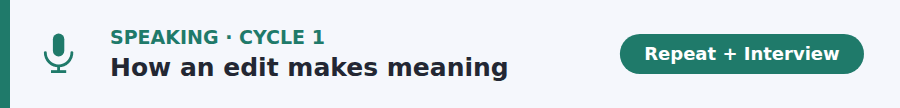 SPEAKING · CYCLE 1
How an edit makes meaning
Repeat + Interview